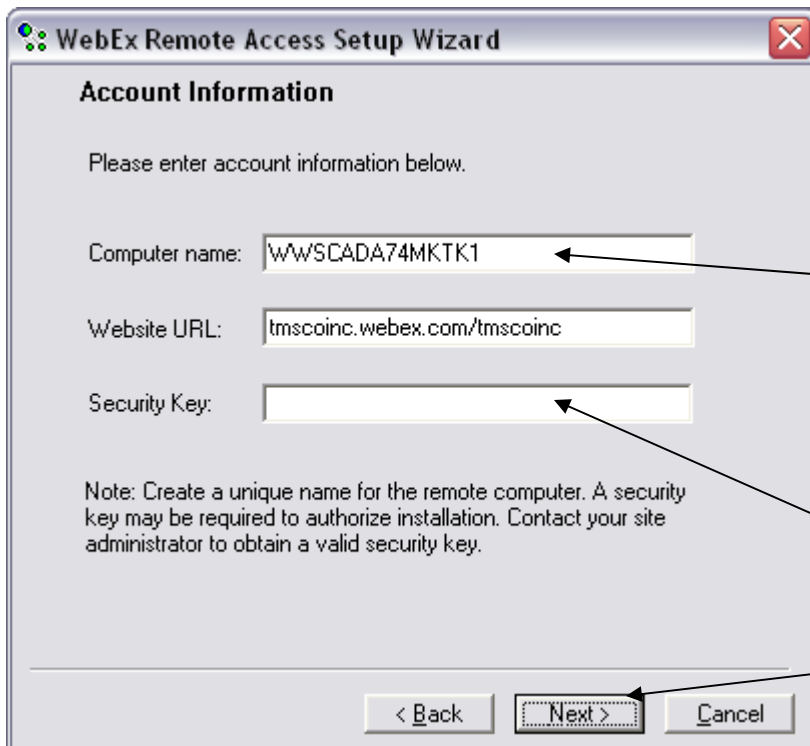 WebEx Remote Access Setup Wizard
Account Information
Please enter account information below.
Computer name: WWSCADA74MKTK1
Website URL: tmscoinc.webex.com/tmscoinc
Security Key:
Note: Create a unique name for the remote computer. A security
key may be required to authorize installation. Contact your site
administrator to obtain a valid security key.
< Back Next > Cancel